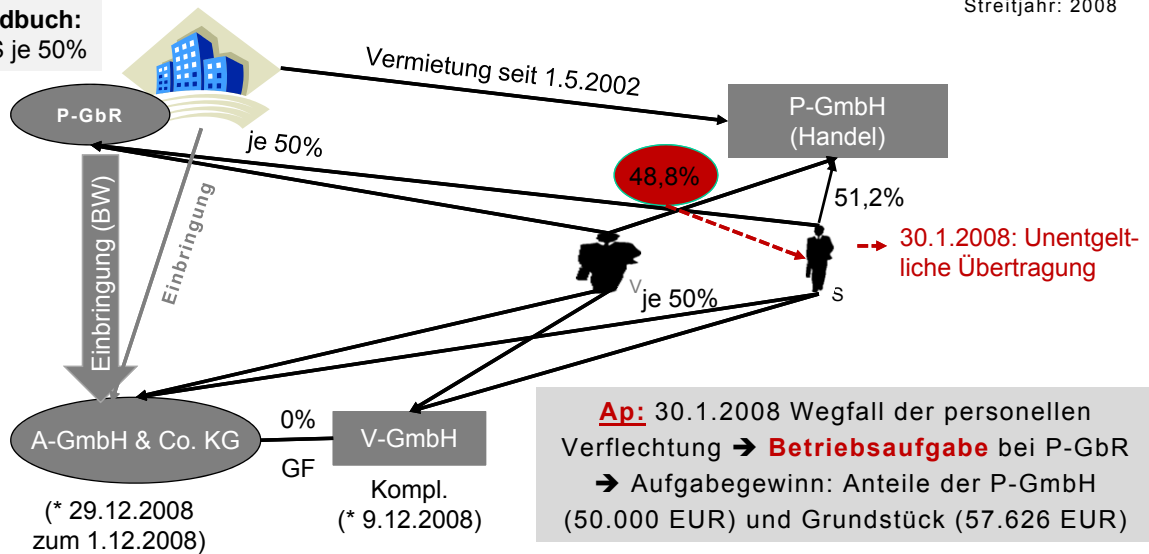 Streitjahr: 2008
dbuch:
je 50%
P-GbR
Vermietung seit 1.5.2002
P-GmbH
(Handel)
je 50%
48,8%
51,2%
30.1.2008: Unentgelt-
liche Übertragung
Einbringung (BW)
Einbringung
V
je 50%
S
A-GmbH & Co. KG
0%
GF
V-GmbH
Kompl.
(* 9.12.2008)
(* 29.12.2008
zum 1.12.2008)
Ap: 30.1.2008 Wegfall der personellen
Verflechtung ➔ Betriebsaufgabe bei P-GbR
➔ Aufgabegewinn: Anteile der P-GmbH
(50.000 EUR) und Grundstück (57.626 EUR)